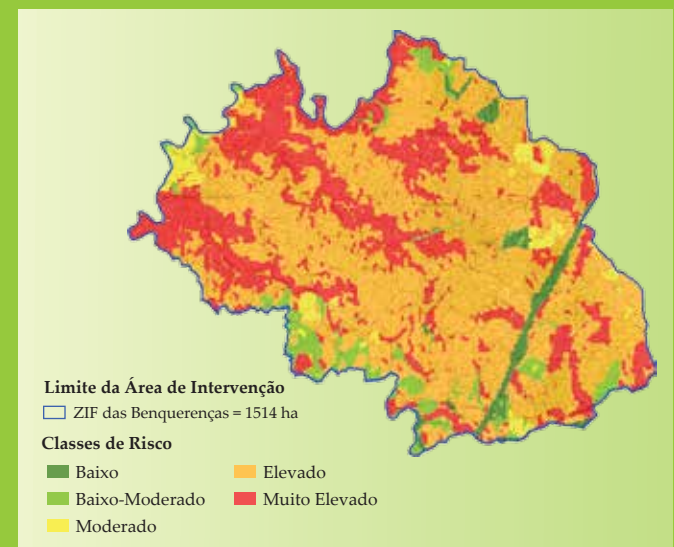 Limite da Área de Intervenção
ZIF das Benquerenças = 1514 ha
Classes de Risco
Baixo
Baixo-Moderado
Moderado
Elevado
Muito Elevado